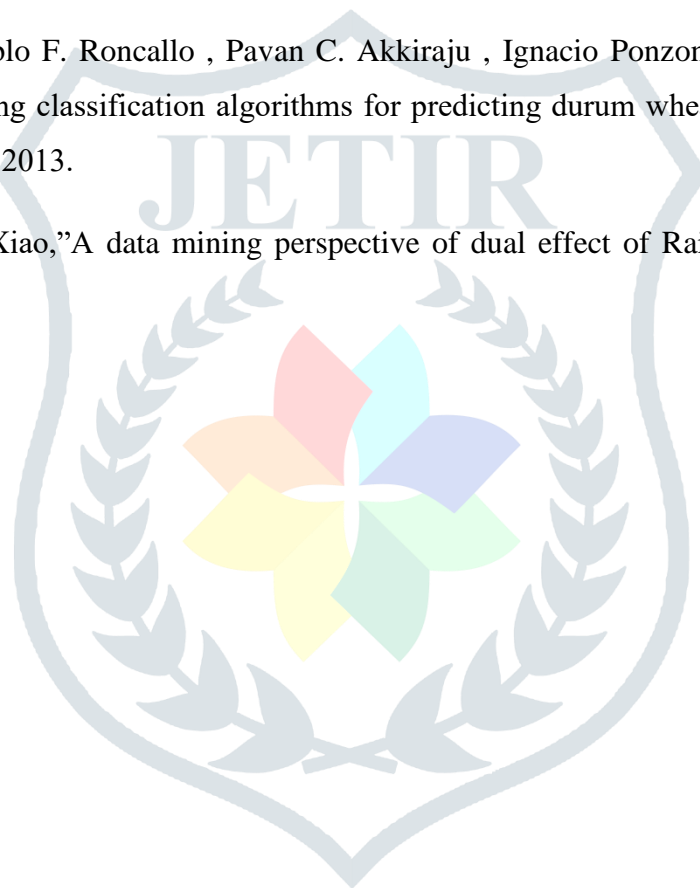 blo F. Roncallo , Pavan C. Akkiraju , Ignacio Ponzon
ng classification algorithms for predicting durum whe
2013.
JETIR
Xiao,”A data mining perspective of dual effect of Rai